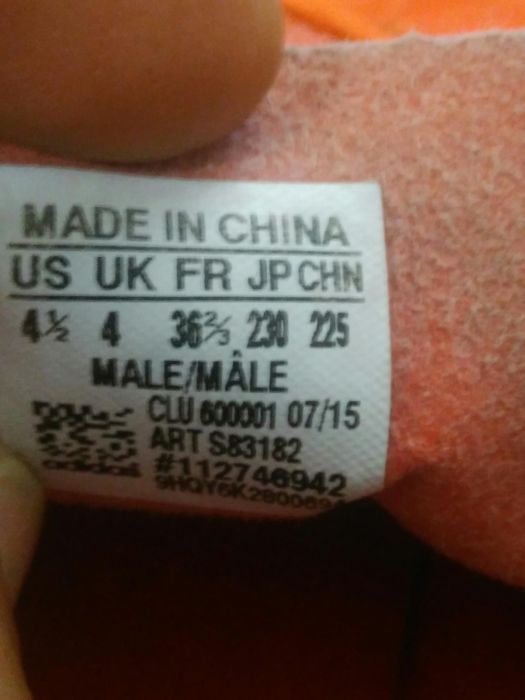 MADE IN CHINA
US UK FR JP CHN
4½ 4 36⅔ 230 225
MALE/MÂLE
CLU 600001 07/15
ART S83182
#112746942
adidas